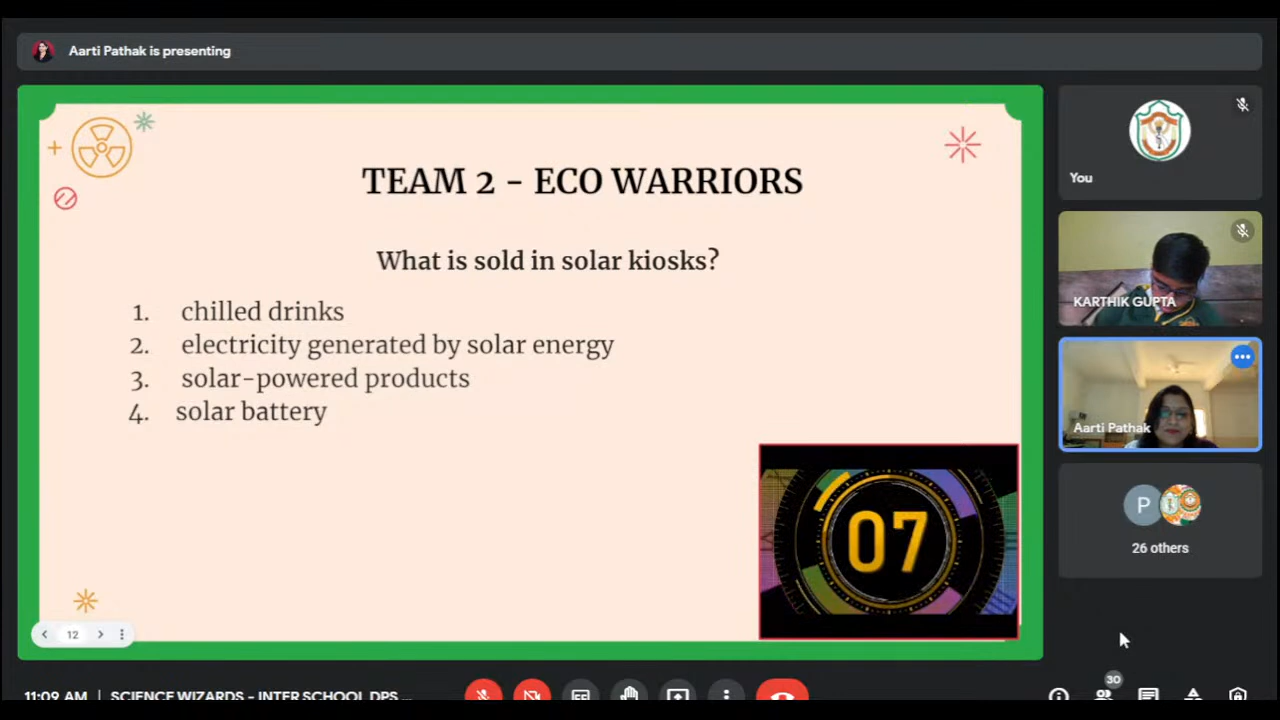 Aarti Pathak is presenting
TEAM 2 - ECO WARRIORS
What is sold in solar kiosks?
1. chilled drinks
2. electricity generated by solar energy
3. solar-powered products
4. solar battery
07
12
You
KARTHIK GUPTA
Aarti Pathak
P
26 others
11:09 AM | SCIENCE WIZARDS - INTER SCHOOL DPS ...
30